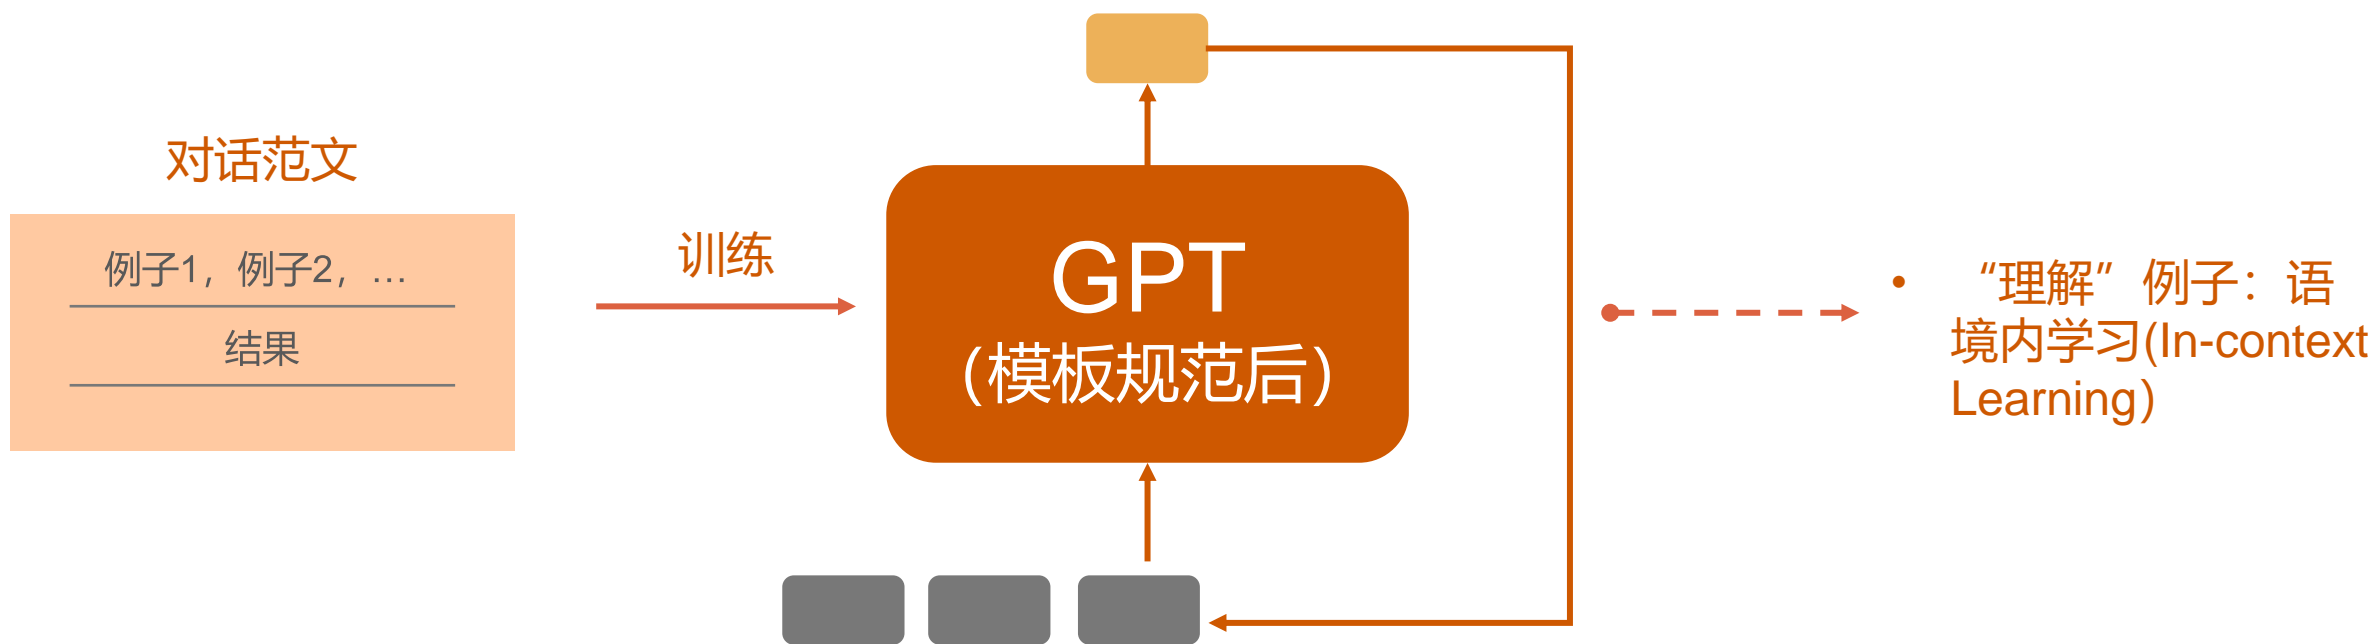 对话范文
例子1，例子2，…
结果
训练
GPT
（模板规范后）
• “理解”例子：语
境内学习(In-context
Learning)